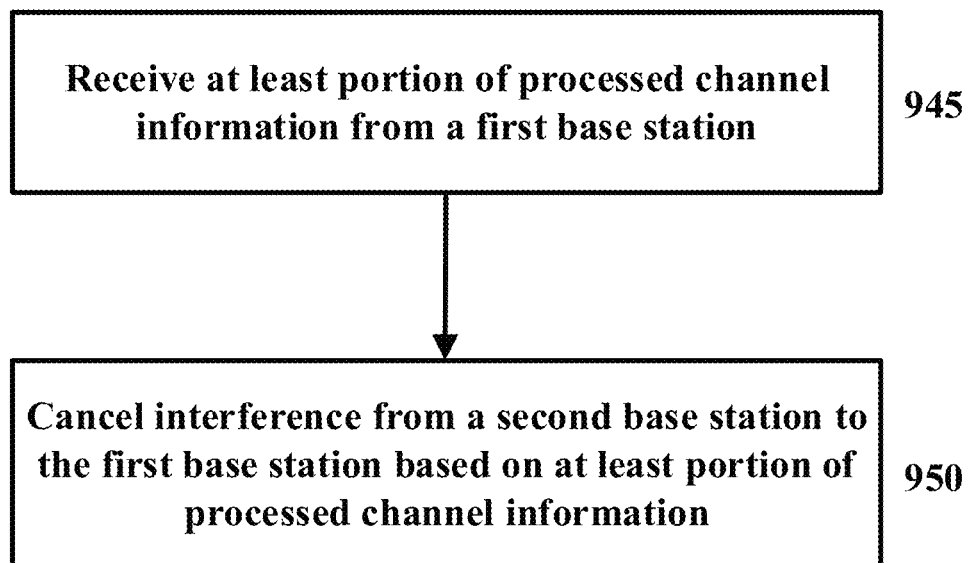 Receive at least portion of processed channel
information from a first base station
945
Cancel interference from a second base station to
the first base station based on at least portion of
processed channel information
950